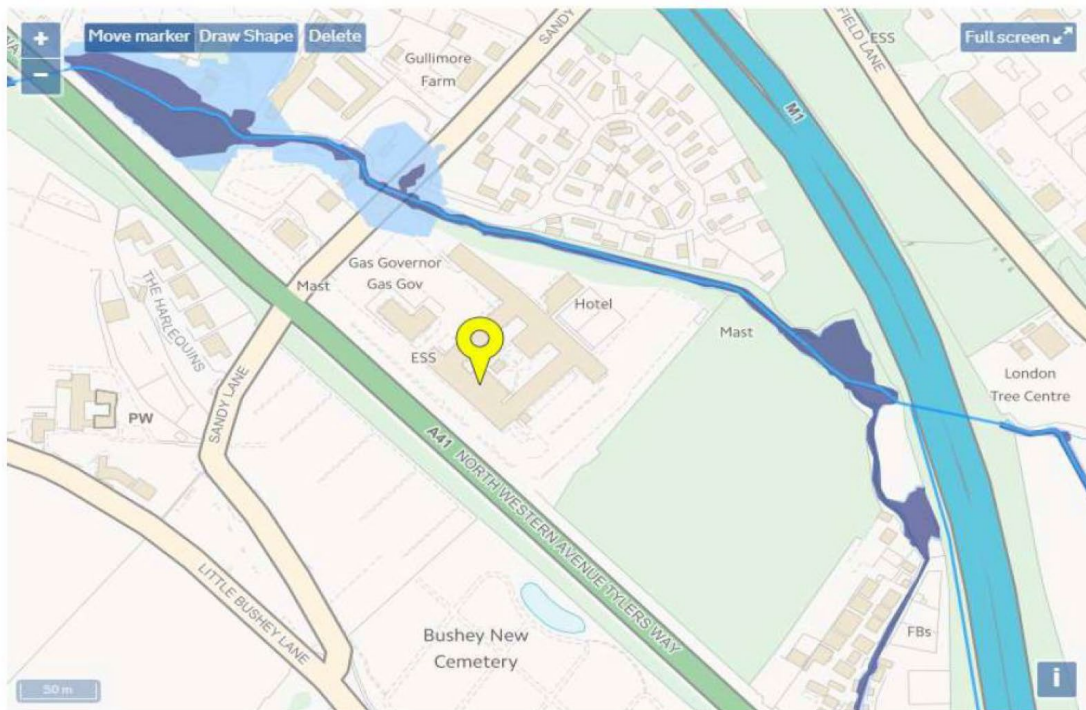 +
−
Move marker
Draw Shape
Delete
Full screen
SANDY
ESS
FIELD LANE
Gullimore
Farm
M1
Gas Governor
Gas Gov
Mast
Hotel
THE HARLEQUINS
ESS
Mast
London
Tree Centre
PW
SANDY LANE
A41 NORTH WESTERN AVENUE TYLERS WAY
LITTLE BUSHEY LANE
Bushey New
Cemetery
FBs
50 m
i